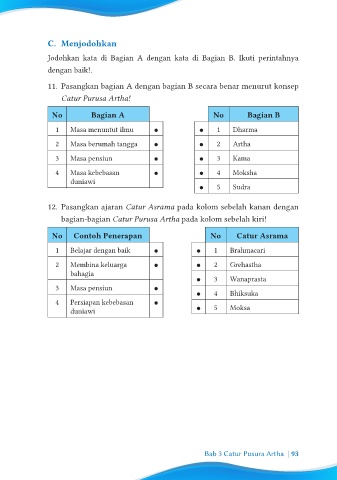 C. Menjodohkan
Jodohkan kata di Bagian A dengan kata di Bagian B. Ikuti perintahnya
dengan baik!.
11. Pasangkan bagian A dengan bagian B secara benar menurut konsep
Catur Purusa Artha!
No Bagian A
1 Masa menuntut ilmu ●
2 Masa berumah tangga ●
3 Masa pensiun ●
4 Masa kebebasan ●
duniawi
No Bagian B
● 1 Dharma
● 2 Artha
● 3 Kama
● 4 Moksha
● 5 Sudra
12. Pasangkan ajaran Catur Asrama pada kolom sebelah kanan dengan
bagian-bagian Catur Purusa Artha pada kolom sebelah kiri!
No Contoh Penerapan
1 Belajar dengan baik ●
2 Membina keluarga ●
bahagia
3 Masa pensiun ●
4 Persiapan kebebasan ●
duniawi
No Catur Asrama
● 1 Brahmacari
● 2 Grehastha
● 3 Wanaprasta
● 4 Bhiksuka
● 5 Moksa
Bab 3 Catur Pusura Artha | 93